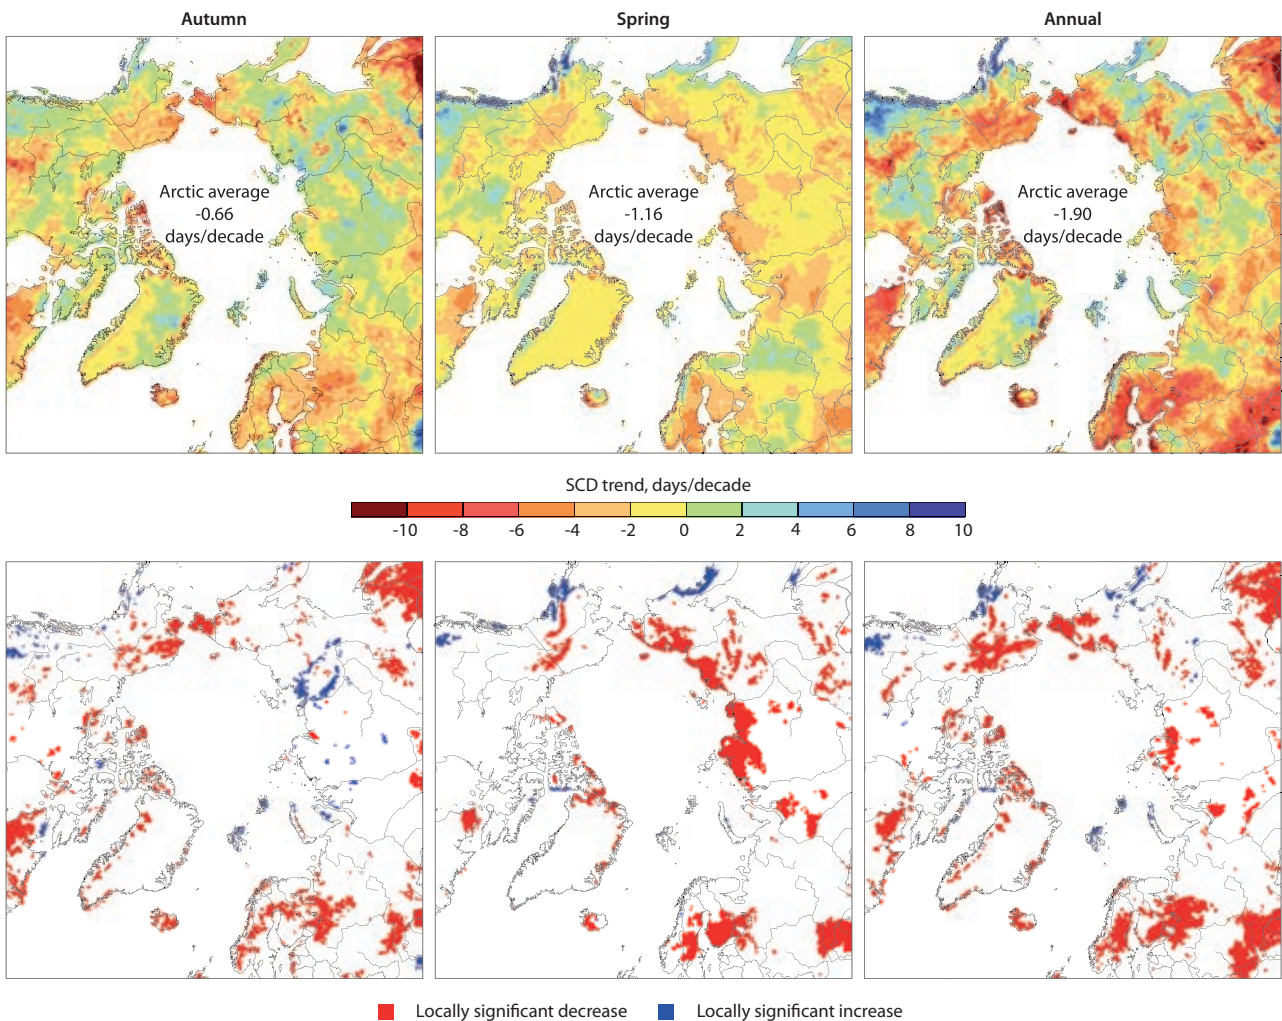 Autumn
Spring
Annual
Arctic average
-0.66
days/decade
Arctic average
-1.16
days/decade
Arctic average
-1.90
days/decade
SCD trend, days/decade
-10 -8 -6 -4 -2 0 2 4 6 8 10
Locally significant decrease
Locally significant increase